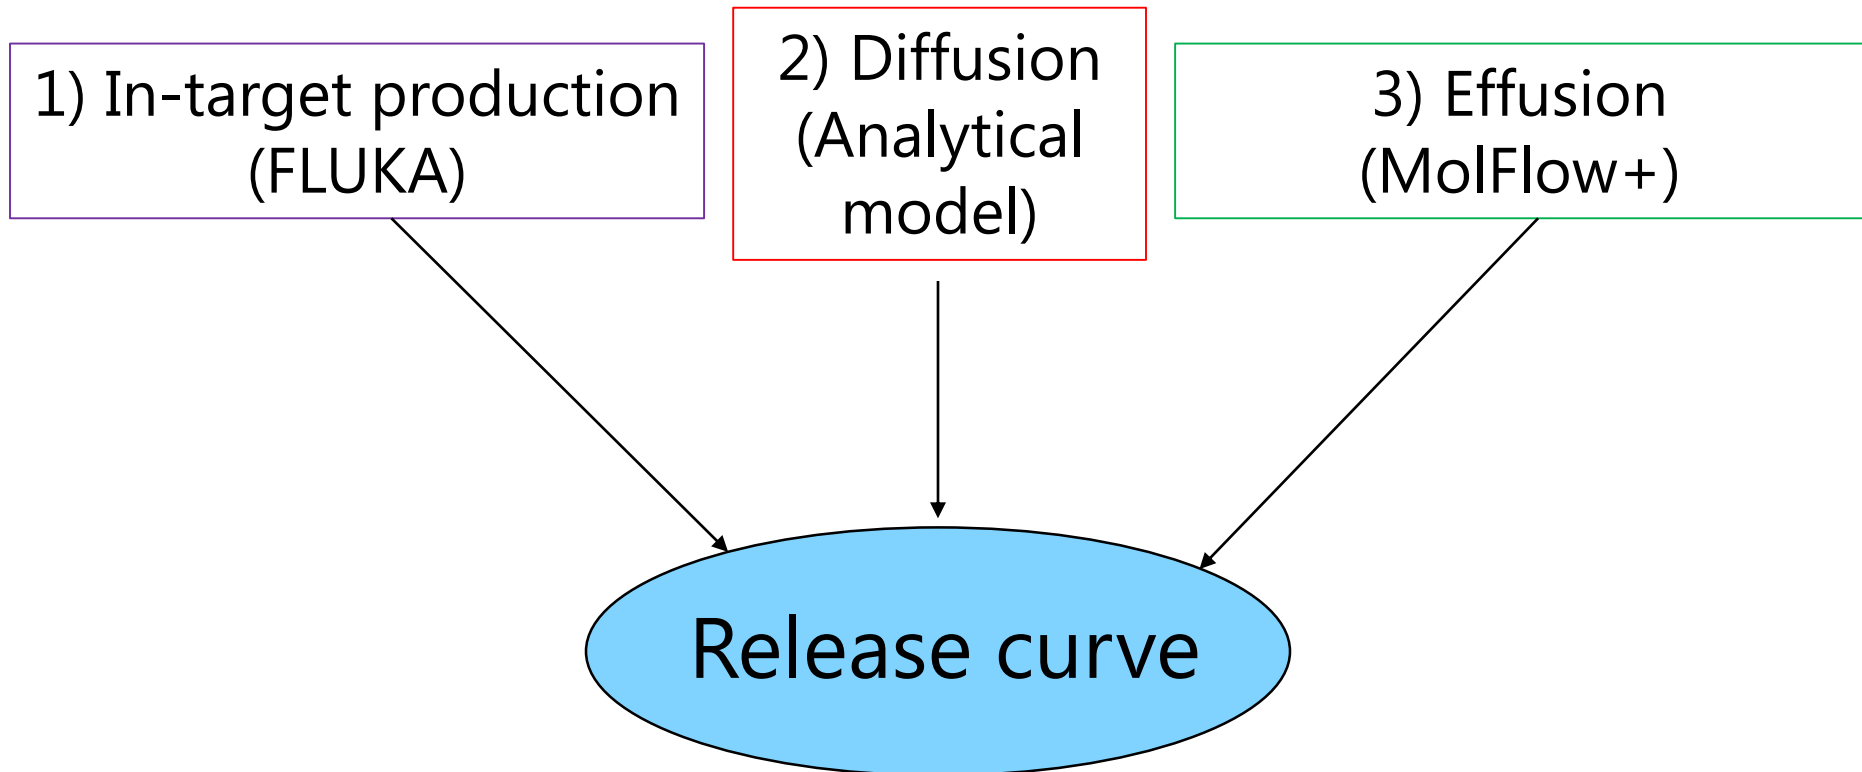 1) In-target production
(FLUKA)
2) Diffusion
(Analytical
model)
3) Effusion
(MolFlow+)
Release curve